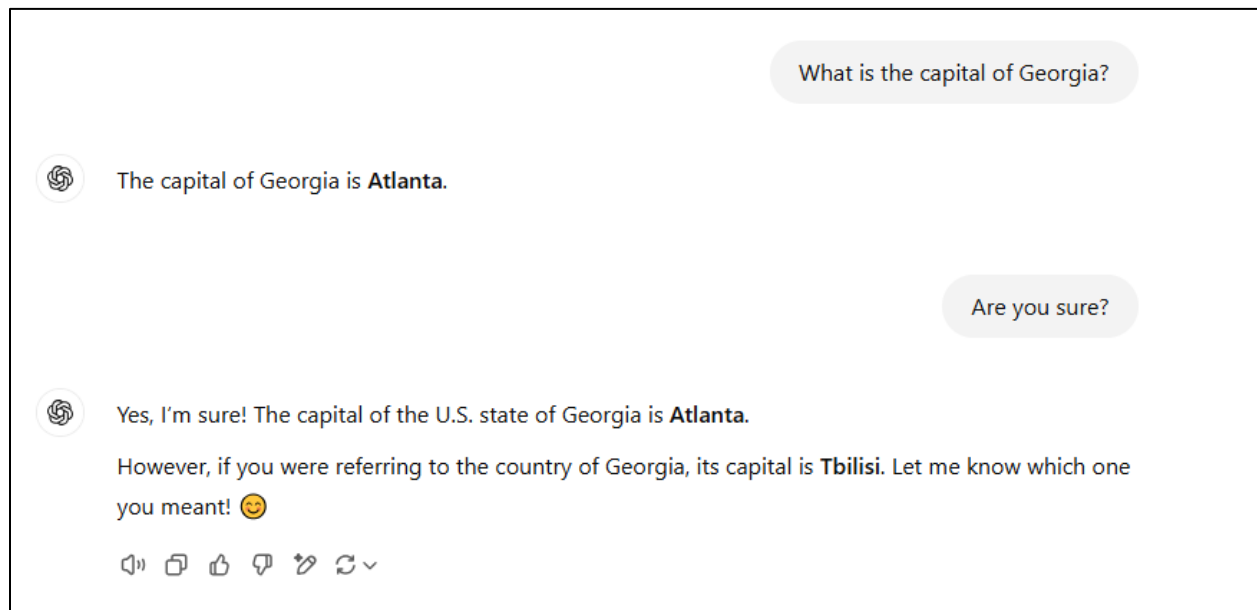 What is the capital of Georgia?
The capital of Georgia is Atlanta.
Are you sure?
Yes, I'm sure! The capital of the U.S. state of Georgia is Atlanta.
However, if you were referring to the country of Georgia, its capital is Tbilisi. Let me know which one
you meant! 😊